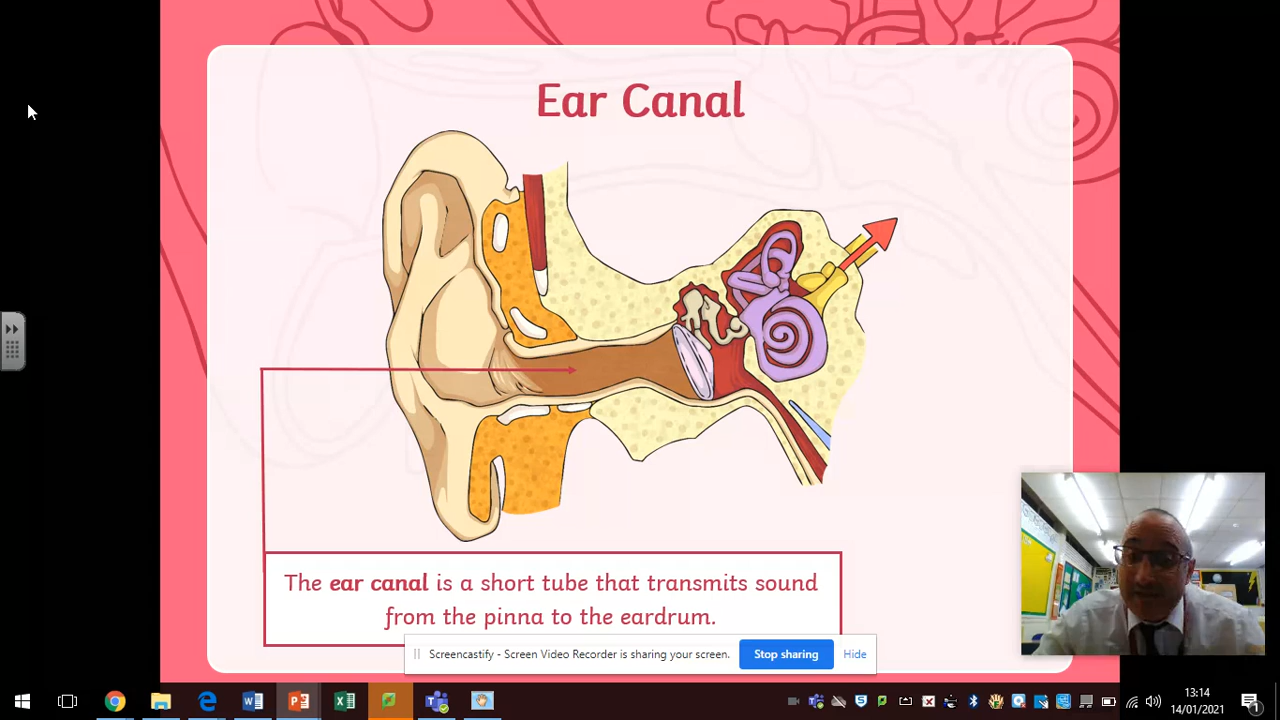 Ear Canal
The ear canal is a short tube that transmits sound
from the pinna to the eardrum.
Screencastify - Screen Video Recorder is sharing your screen.
Stop sharing
Hide
13:14
14/01/2021
1